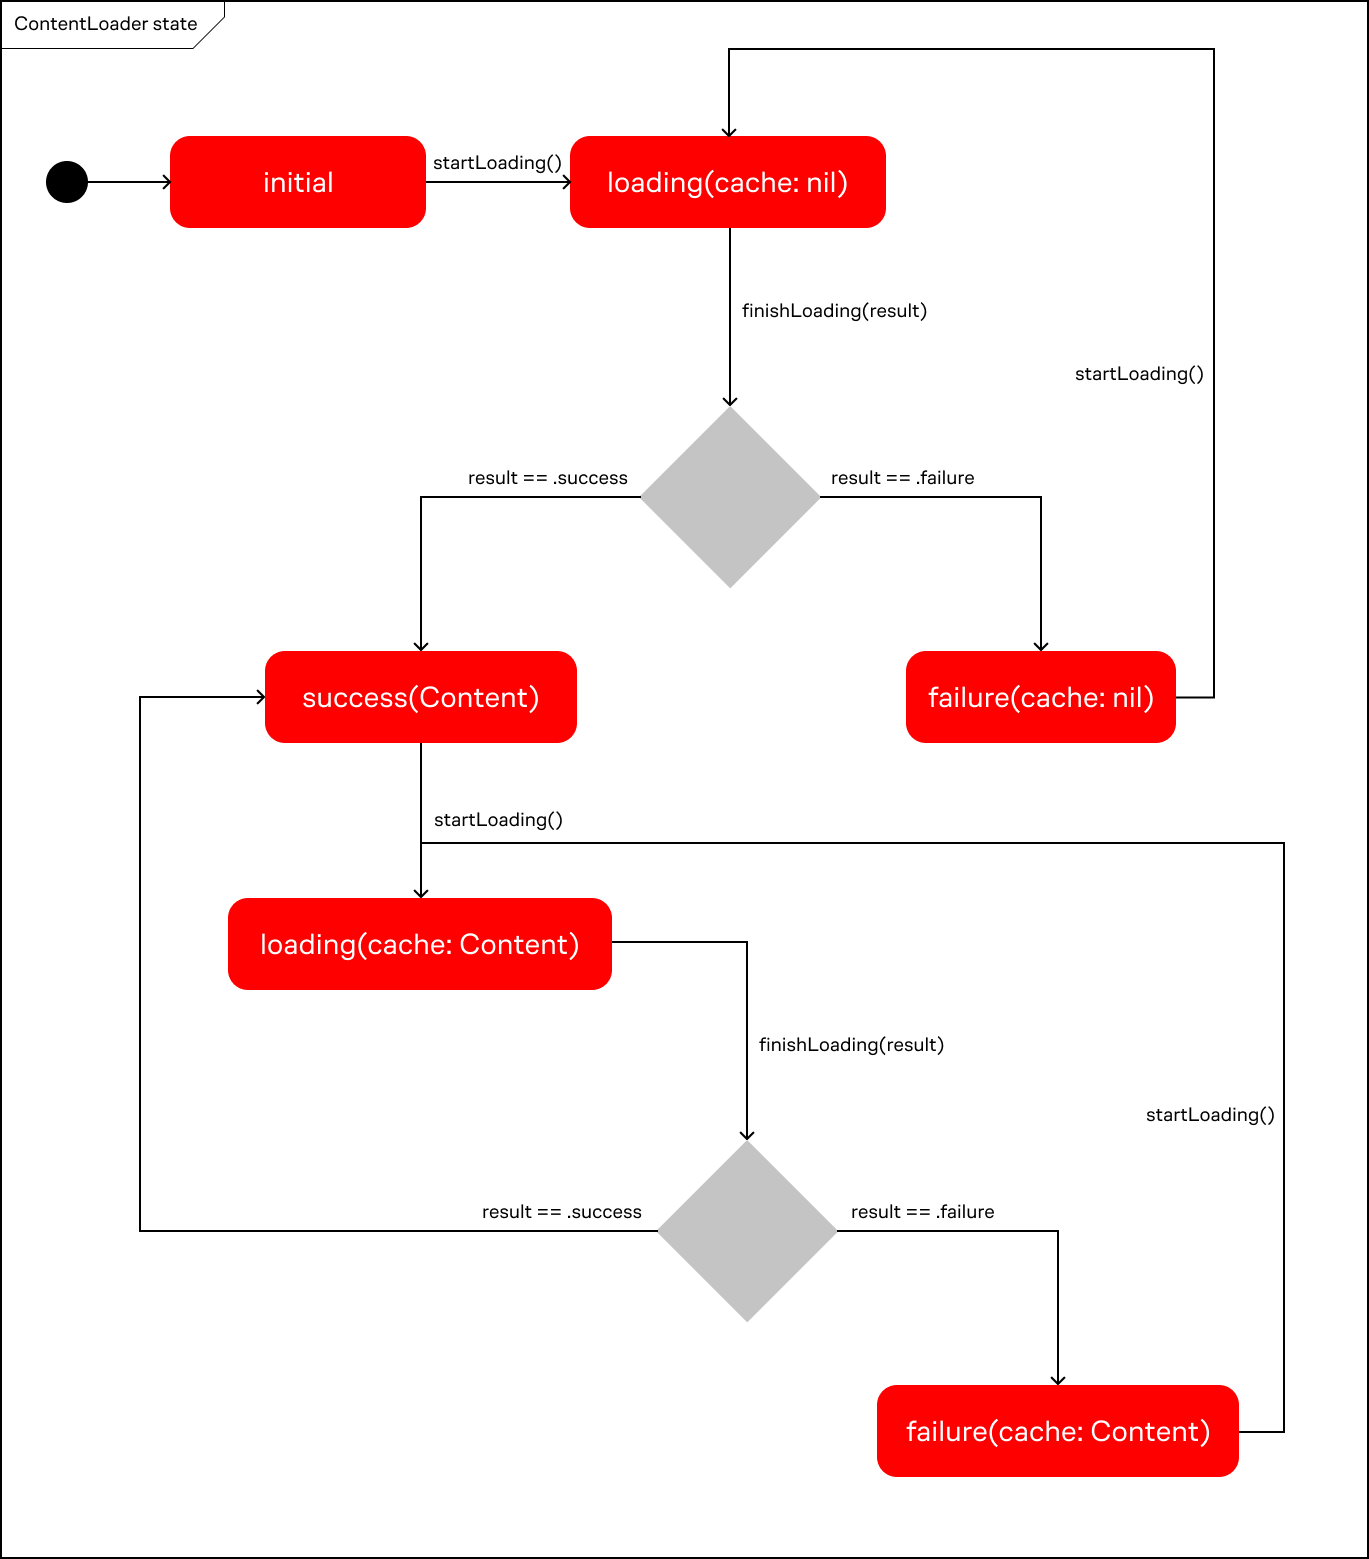 ContentLoader state
initial
startLoading()
loading(cache: nil)
finishLoading(result)
startLoading()
result == .success
result == .failure
success(Content)
failure(cache: nil)
startLoading()
loading(cache: Content)
finishLoading(result)
startLoading()
result == .success
result == .failure
failure(cache: Content)